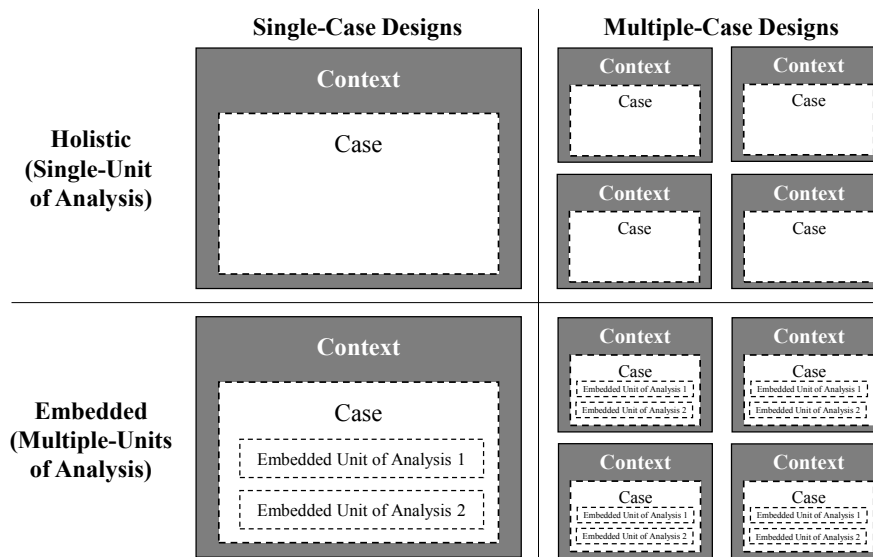 Single-Case Designs
Multiple-Case Designs
Holistic
(Single-Unit
of Analysis)
Context
Case
Context
Case
Context
Case
Context
Case
Context
Case
Embedded
(Multiple-Units
of Analysis)
Context
Case
Embedded Unit of Analysis 1
Embedded Unit of Analysis 2
Context
Case
Embedded Unit of Analysis 1
Embedded Unit of Analysis 2
Context
Case
Embedded Unit of Analysis 1
Embedded Unit of Analysis 2
Context
Case
Embedded Unit of Analysis 1
Embedded Unit of Analysis 2
Context
Case
Embedded Unit of Analysis 1
Embedded Unit of Analysis 2